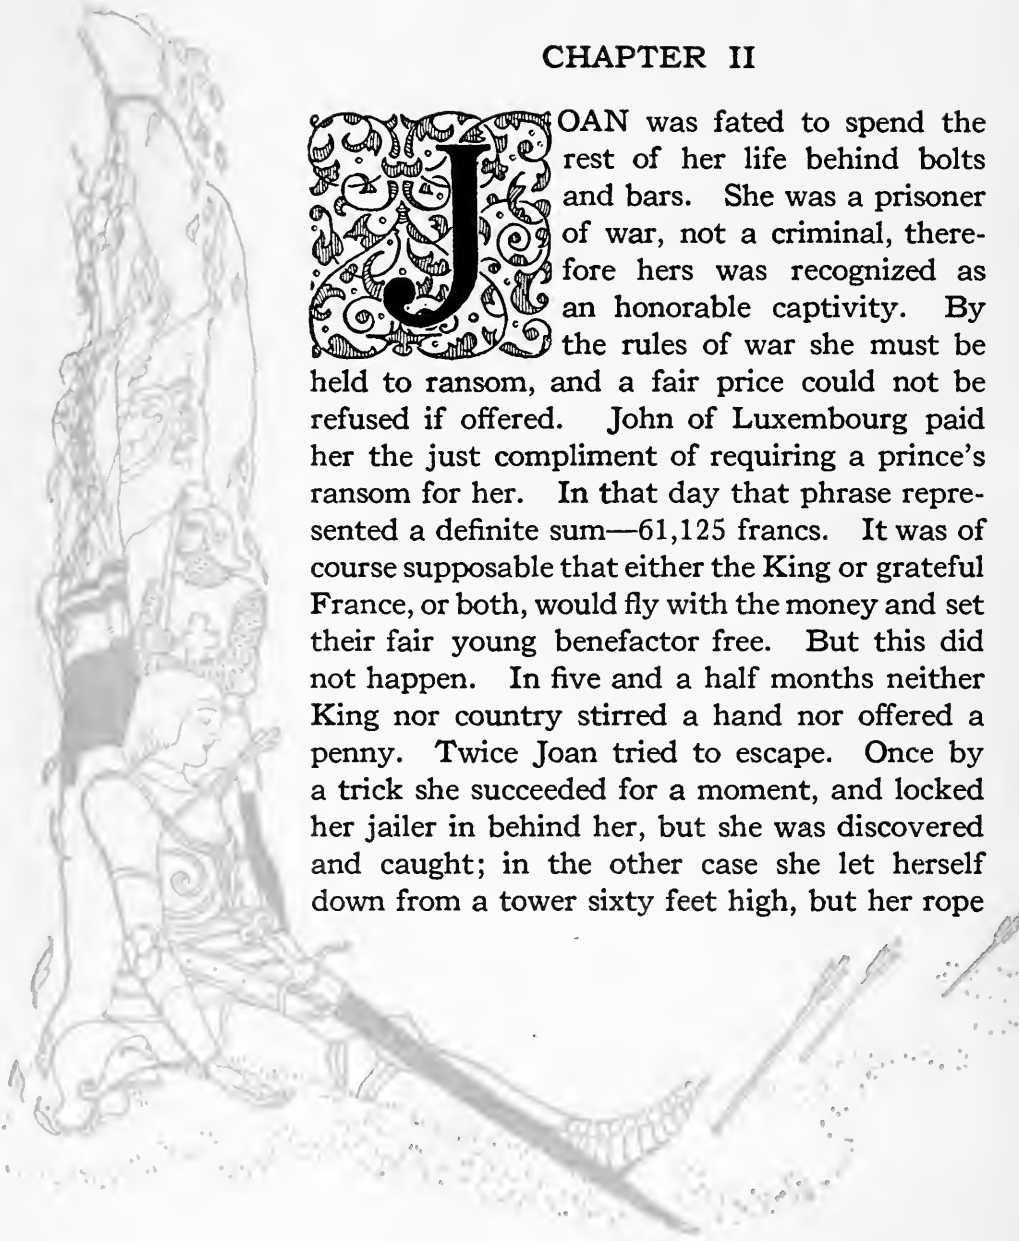 CHAPTER II
JOAN was fated to spend the
rest of her life behind bolts
and bars. She was a prisoner
of war, not a criminal, there-
fore hers was recognized as
an honorable captivity. By
the rules of war she must be
held to ransom, and a fair price could not be
refused if offered. John of Luxembourg paid
her the just compliment of requiring a prince's
ransom for her. In that day that phrase repre-
sented a definite sum—61,125 francs. It was of
course supposable that either the King or grateful
France, or both, would fly with the money and set
their fair young benefactor free. But this did
not happen. In five and a half months neither
King nor country stirred a hand nor offered a
penny. Twice Joan tried to escape. Once by
a trick she succeeded for a moment, and locked
her jailer in behind her, but she was discovered
and caught; in the other case she let herself
down from a tower sixty feet high, but her rope